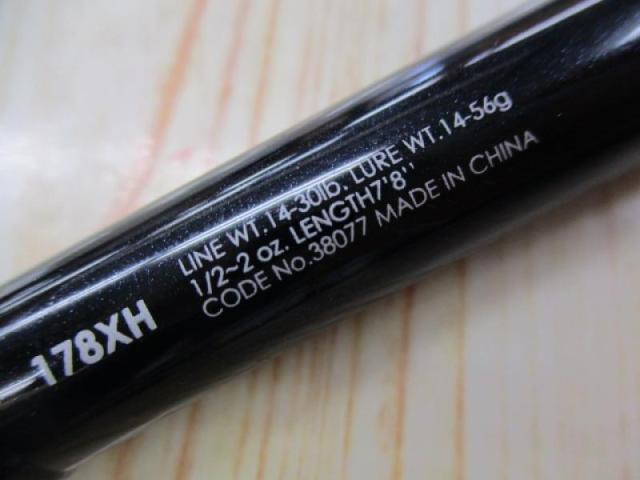 178XH
LINE WT.14-30lb. LURE WT.14-56g
1/2~2 oz. LENGTH7'8''
CODE No.38077 MADE IN CHINA